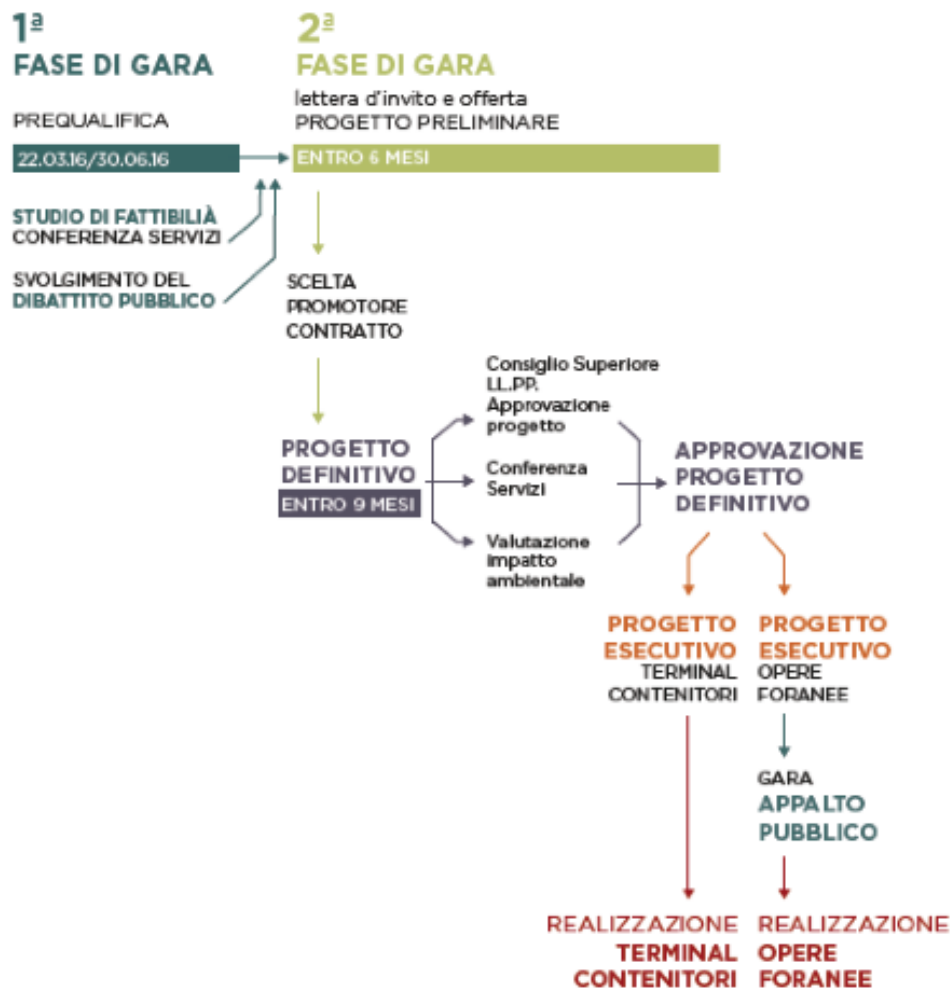 1ª
FASE DI GARA
PREQUALIFICA
22.03.16/30.06.16
STUDIO DI FATTIBILIÀ
CONFERENZA SERVIZI
SVOLGIMENTO DEL
DIBATTITO PUBBLICO
2ª
FASE DI GARA
lettera d'invito e offerta
PROGETTO PRELIMINARE
ENTRO 6 MESI
SCELTA
PROMOTORE
CONTRATTO
PROGETTO
DEFINITIVO
ENTRO 9 MESI
Consiglio Superiore
LL.PP.
Approvazione
progetto
Conferenza
Servizi
Valutazione
impatto
ambientale
APPROVAZIONE
PROGETTO
DEFINITIVO
PROGETTO
ESECUTIVO
TERMINAL
CONTENITORI
PROGETTO
ESECUTIVO
OPERE
FORANEE
GARA
APPALTO
PUBBLICO
REALIZZAZIONE
TERMINAL
CONTENITORI
REALIZZAZIONE
OPERE
FORANEE